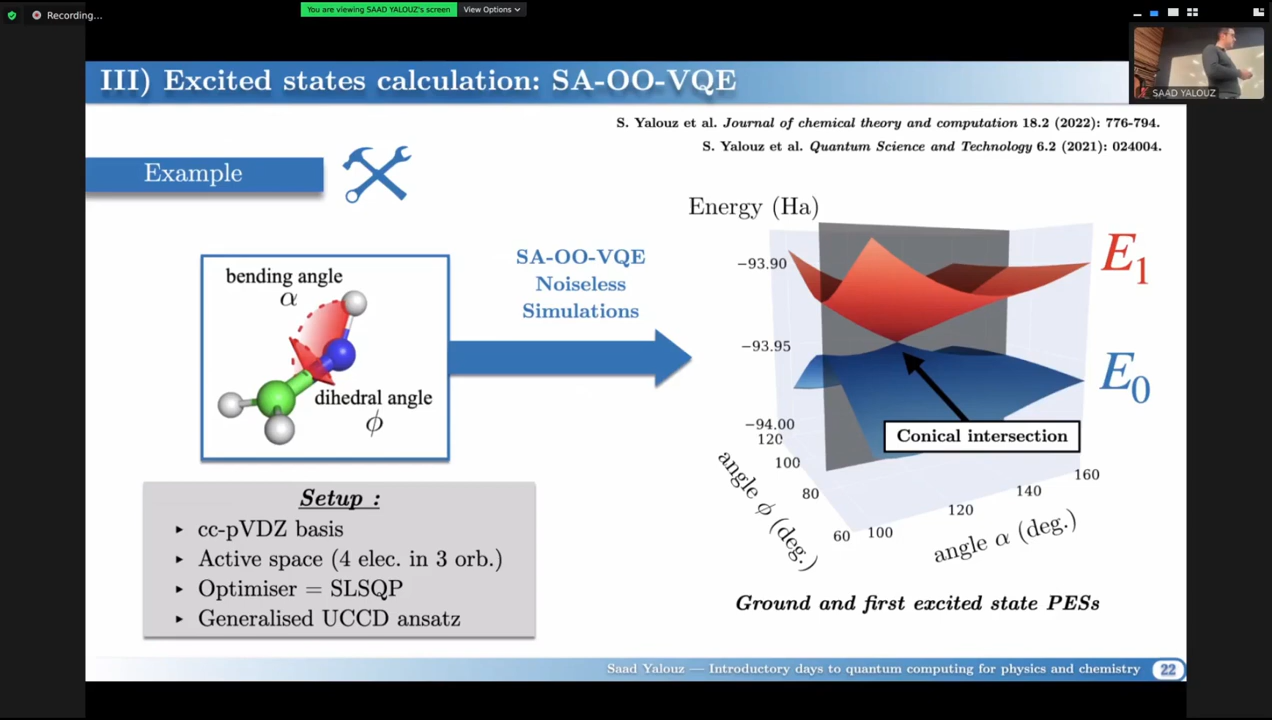 Recording...
You are viewing SAAD YALOUZ's screen
View Options
SAAD YALOUZ
III) Excited states calculation: SA-OO-VQE
S. Yalouz et al. Journal of chemical theory and computation 18.2 (2022): 776-794.
S. Yalouz et al. Quantum Science and Technology 6.2 (2021): 024004.
Example
bending angle
α
dihedral angle
ϕ
SA-OO-VQE
Noiseless
Simulations
Setup :
▸ cc-pVDZ basis
▸ Active space (4 elec. in 3 orb.)
▸ Optimiser = SLSQP
▸ Generalised UCCD ansatz
Energy (Ha)
−93.90
−93.95
−94.00
E₁
E₀
Conical intersection
120
100
80
60
angle ϕ (deg.)
100
120
140
160
angle α (deg.)
Ground and first excited state PESs
Saad Yalouz — Introductory days to quantum computing for physics and chemistry 22